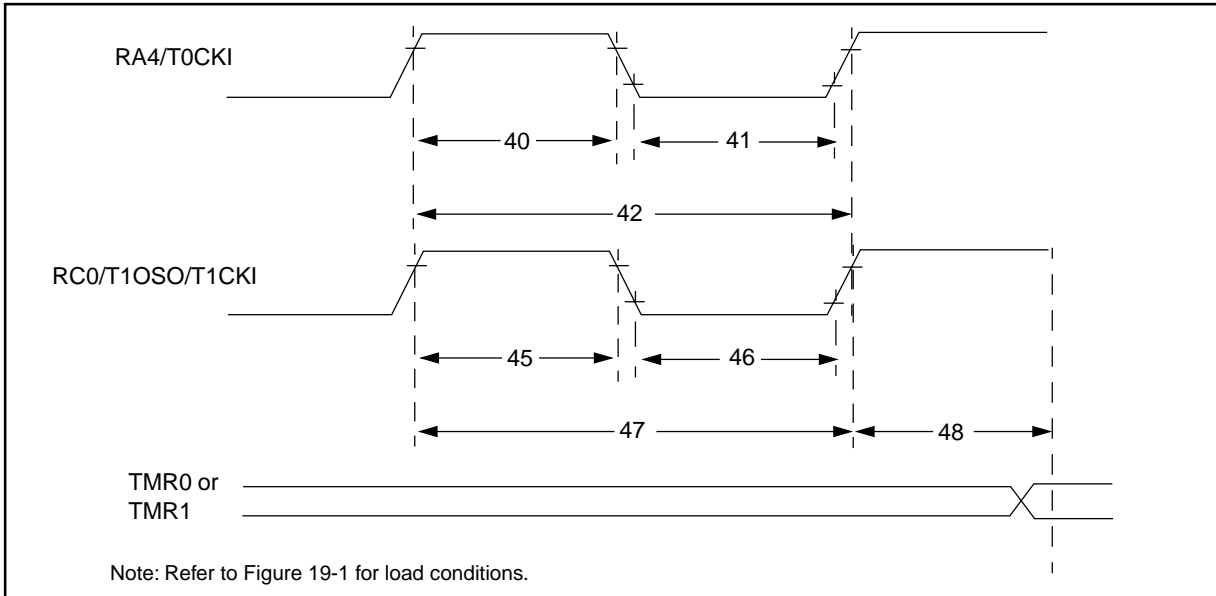 RA4/T0CKI
40
41
42
RC0/T1OSO/T1CKI
45
46
47
48
TMR0 or
TMR1
Note: Refer to Figure 19-1 for load conditions.